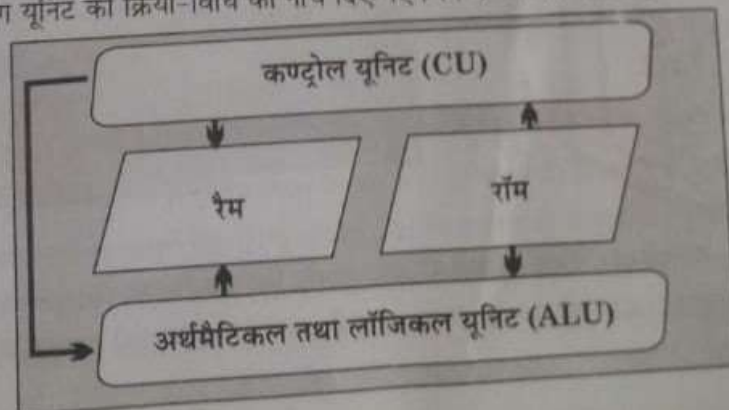 यूनिट की क्रिया-विधि को नीचे दिए
कण्ट्रोल यूनिट (CU)
रैम
रॉम
अर्थमैटिकल तथा लॉजिकल यूनिट (ALU)